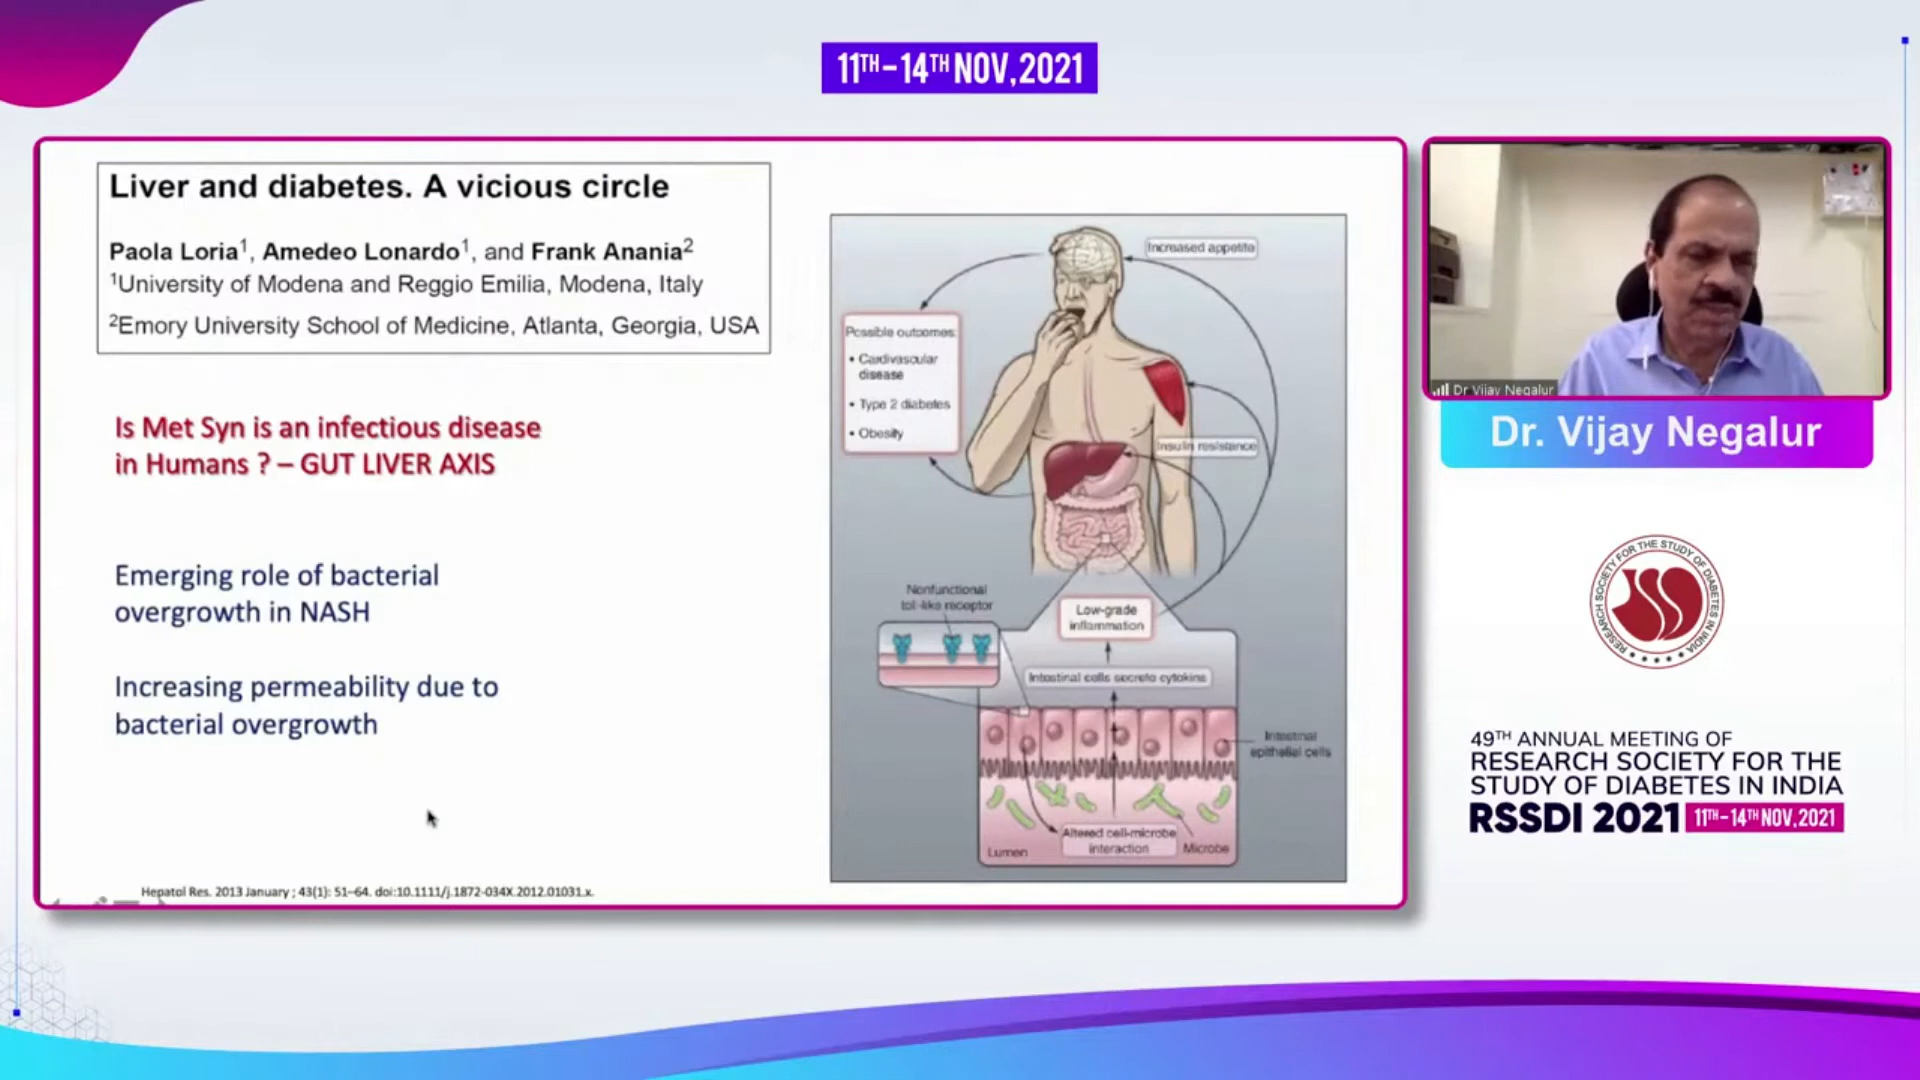 11TH–14TH NOV, 2021
Liver and diabetes. A vicious circle
Paola Loria1, Amedeo Lonardo1, and Frank Anania2
1University of Modena and Reggio Emilia, Modena, Italy
2Emory University School of Medicine, Atlanta, Georgia, USA
Is Met Syn is an infectious disease
in Humans ? – GUT LIVER AXIS
Emerging role of bacterial
overgrowth in NASH
Increasing permeability due to
bacterial overgrowth
Hepatol Res. 2013 January ; 43(1): 51–64. doi:10.1111/j.1872-034X.2012.01031.x.
Increased appetite
Possible outcomes:
• Cardivascular
disease
• Type 2 diabetes
• Obesity
Insulin resistance
Nonfunctional
tol-like receptor
Low-grade
inflammation
Intestinal cells secrete cytokins
Intestinal
epithelial cells
Altered cell-microbe
interaction
Lumen
Microbe
Dr Vijay Negalur
Dr. Vijay Negalur
RESEARCH SOCIETY FOR THE STUDY OF DIABETES IN INDIA
49TH ANNUAL MEETING OF
RESEARCH SOCIETY FOR THE
STUDY OF DIABETES IN INDIA
RSSDI 2021 11TH–14TH NOV, 2021